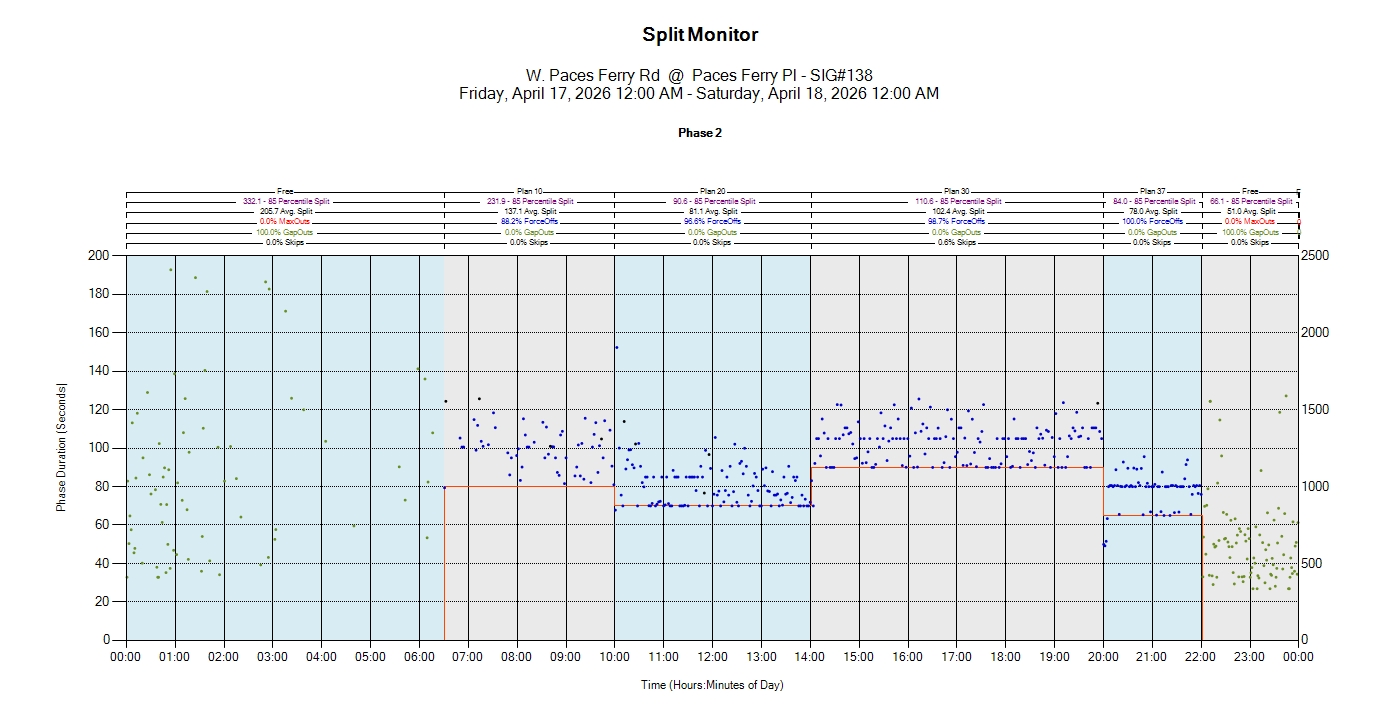 Split Monitor
W. Paces Ferry Rd @ Paces Ferry Pl - SIG#138
Friday, April 17, 2026 12:00 AM - Saturday, April 18, 2026 12:00 AM
Phase 2
Free Plan 10 Plan 20 Plan 30 Plan 37 Free F
332.1 - 85 Percentile Split 231.9 - 85 Percentile Split 90.6 - 85 Percentile Split 110.6 - 85 Percentile Split 84.0 - 85 Percentile Split 66.1 - 85 Percentile Split
205.7 Avg. Split 137.1 Avg. Split 81.1 Avg. Split 102.4 Avg. Split 78.0 Avg. Split 51.0 Avg. Split
0.0% MaxOuts 88.2% ForceOffs 96.6% ForceOffs 98.7% ForceOffs 100.0% ForceOffs 0.0% MaxOuts
100.0% GapOuts 0.0% GapOuts 0.0% GapOuts 0.0% GapOuts 0.0% GapOuts 100.0% GapOuts
0.0% Skips 0.0% Skips 0.0% Skips 0.6% Skips 0.0% Skips 0.0% Skips
200 2500
180
160 2000
140
120 1500
100
80 1000
60
40 500
20
0 0
Phase Duration (Seconds)
00:00 01:00 02:00 03:00 04:00 05:00 06:00 07:00 08:00 09:00 10:00 11:00 12:00 13:00 14:00 15:00 16:00 17:00 18:00 19:00 20:00 21:00 22:00 23:00 00:00
Time (Hours:Minutes of Day)